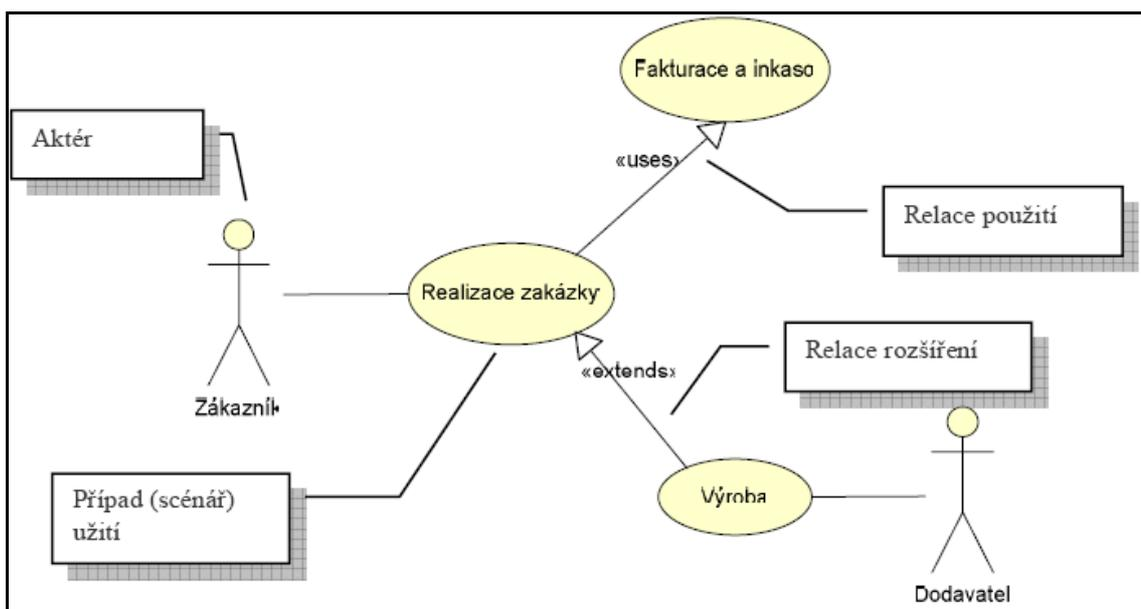 Fakturace a inkaso
Aktér
«uses»
Relace použití
Realizace zakázky
Relace rozšíření
«extends»
Zákazník
Případ (scénář)
užití
Výroba
Dodavatel